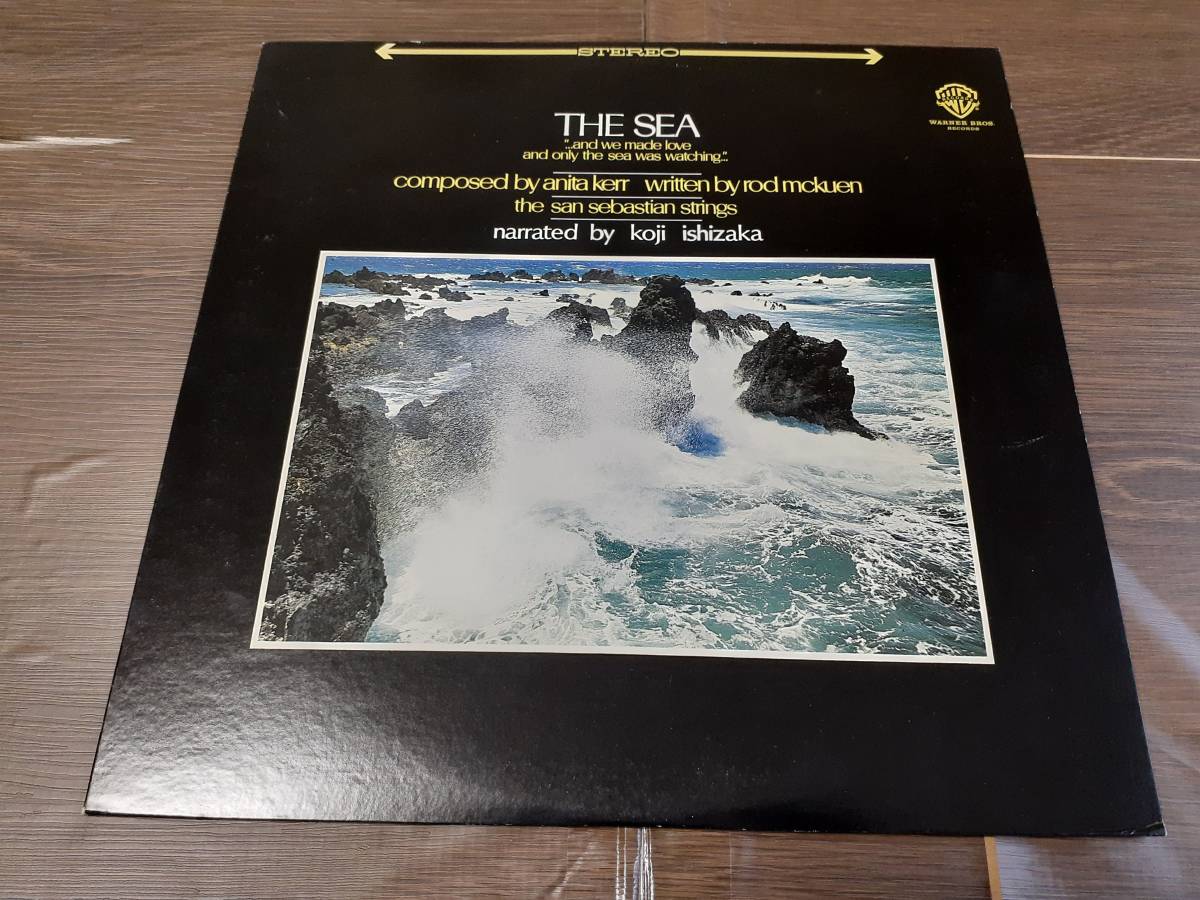 STEREO
THE SEA
"...and we made love
and only the sea was watching..."
composed by anita kerr written by rod mckuen
the san sebastian strings
narrated by koji ishizaka
WB
WARNER BROS.
RECORDS